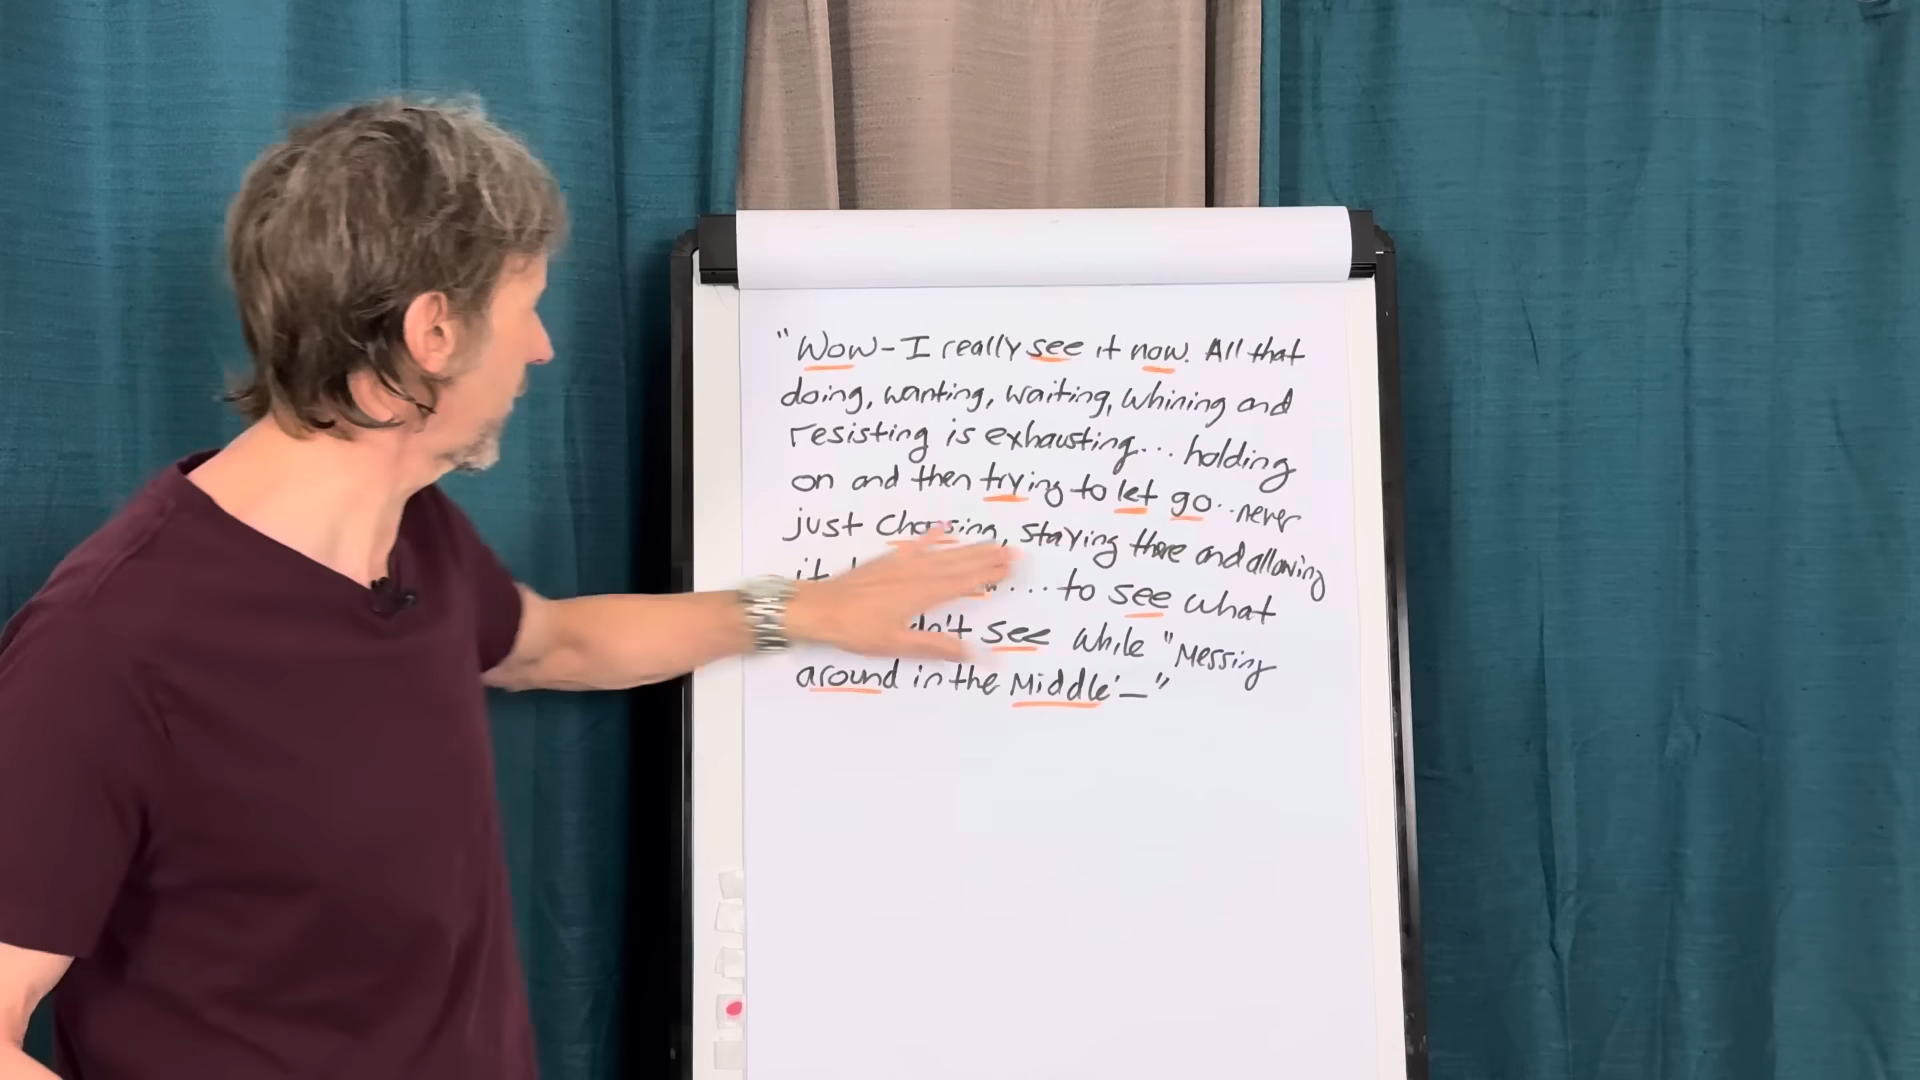 "Wow - I really see it now. All that
doing, wanting, waiting, whining and
resisting is exhausting... holding
on and then trying to let go... never
just choosing, staying there and allowing
it ... to see what
see while "Messing
around in the Middle' —"